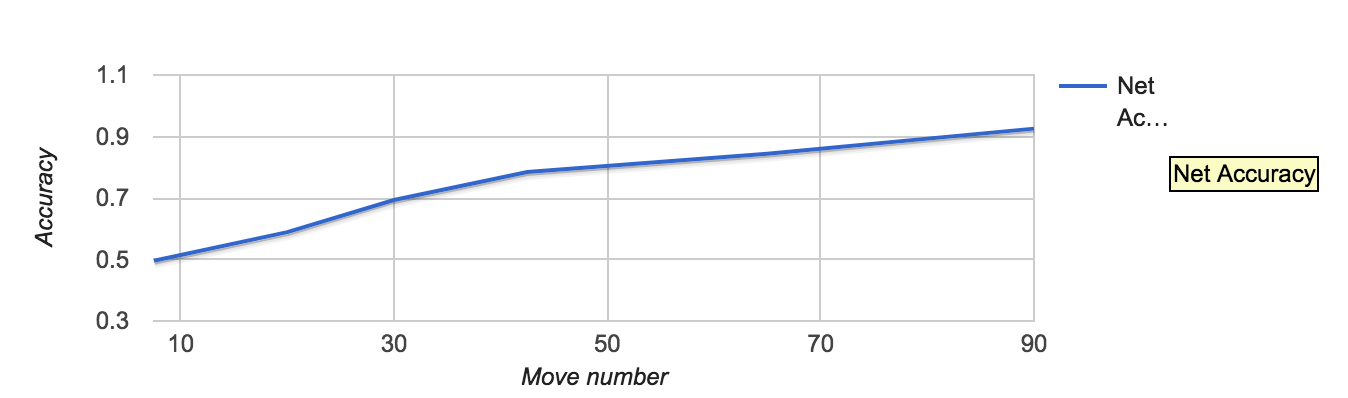 1.1
0.9
0.7
0.5
0.3
Accuracy
10 30 50 70 90
Move number
Net
Ac…
Net Accuracy